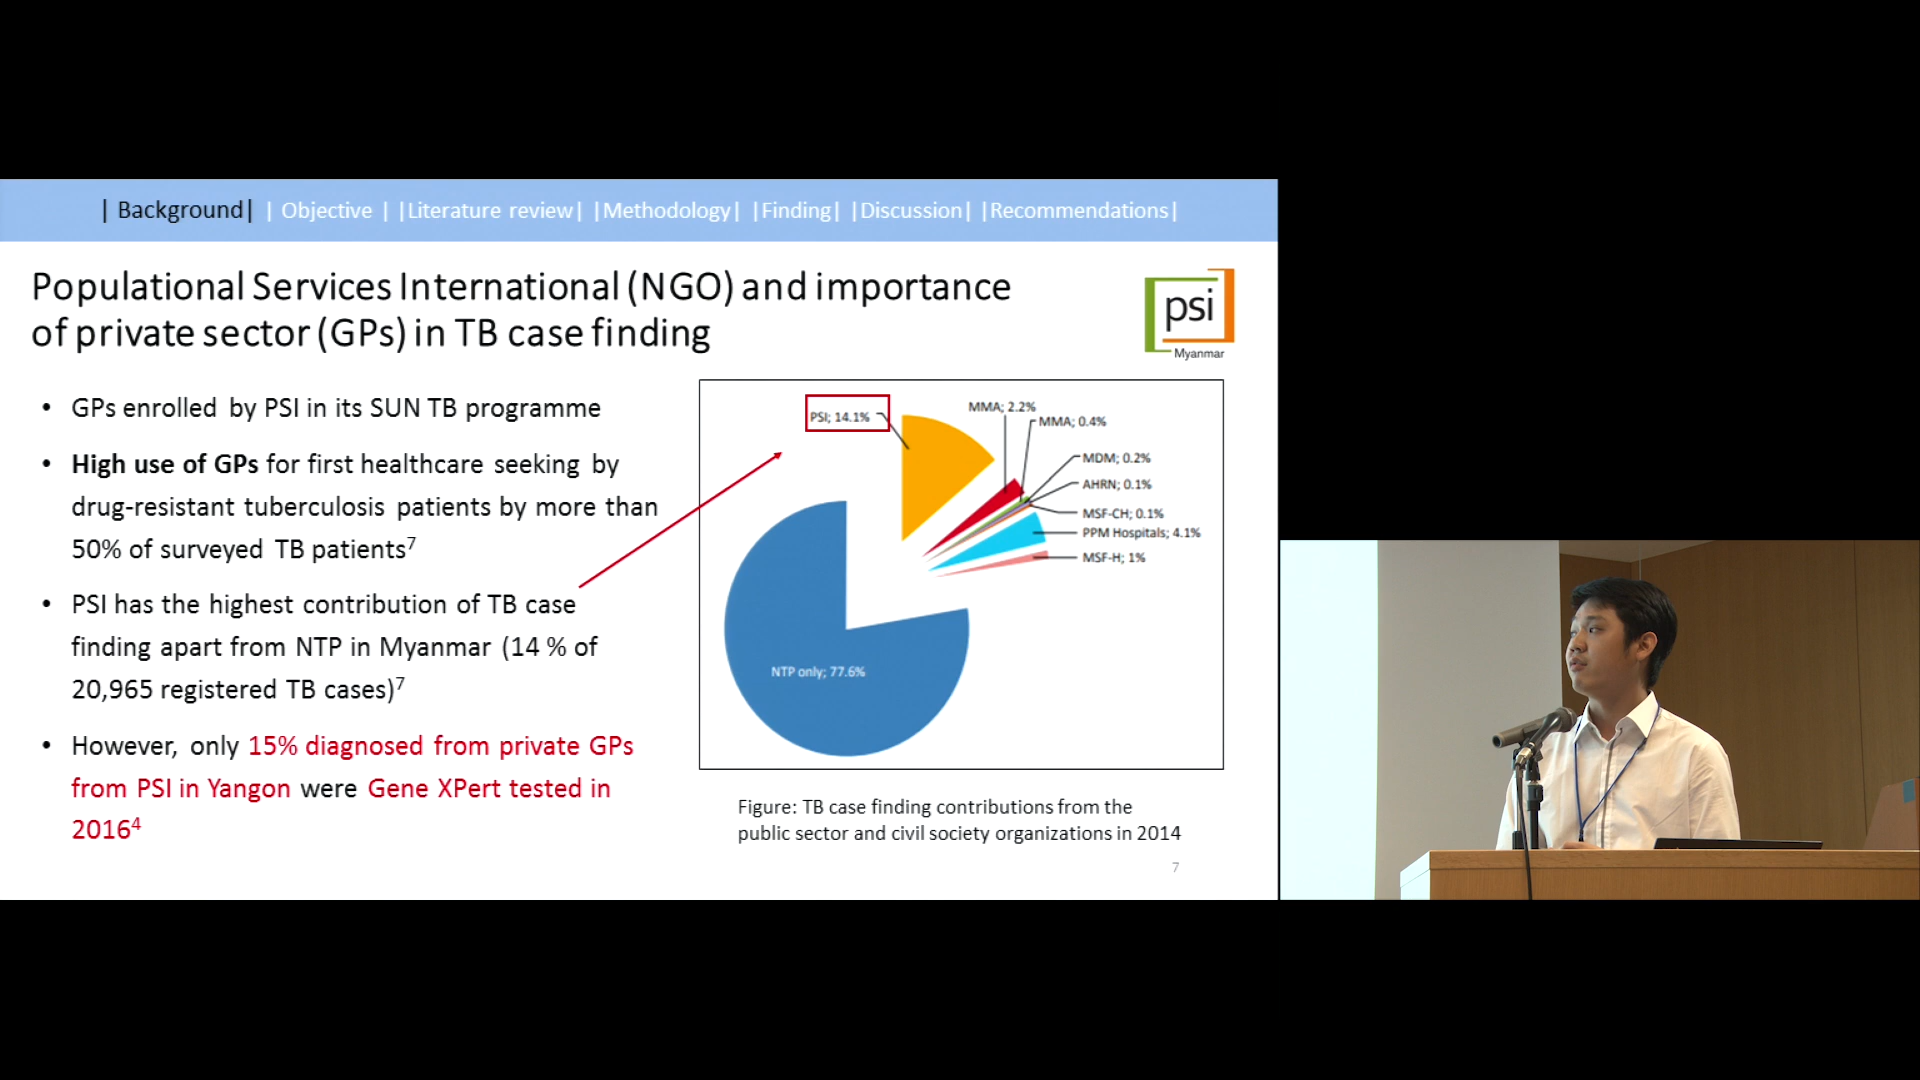 | Background| | Objective | |Literature review| |Methodology| |Finding| |Discussion| |Recommendations|
Populational Services International (NGO) and importance
of private sector (GPs) in TB case finding
psi
Myanmar
• GPs enrolled by PSI in its SUN TB programme
• High use of GPs for first healthcare seeking by
drug-resistant tuberculosis patients by more than
50% of surveyed TB patients⁷
• PSI has the highest contribution of TB case
finding apart from NTP in Myanmar (14 % of
20,965 registered TB cases)⁷
• However, only 15% diagnosed from private GPs
from PSI in Yangon were Gene XPert tested in
2016⁴
PSI; 14.1%
MMA; 2.2%
MMA; 0.4%
MDM; 0.2%
AHRN; 0.1%
MSF-CH; 0.1%
PPM Hospitals; 4.1%
MSF-H; 1%
NTP only; 77.6%
Figure: TB case finding contributions from the
public sector and civil society organizations in 2014
7